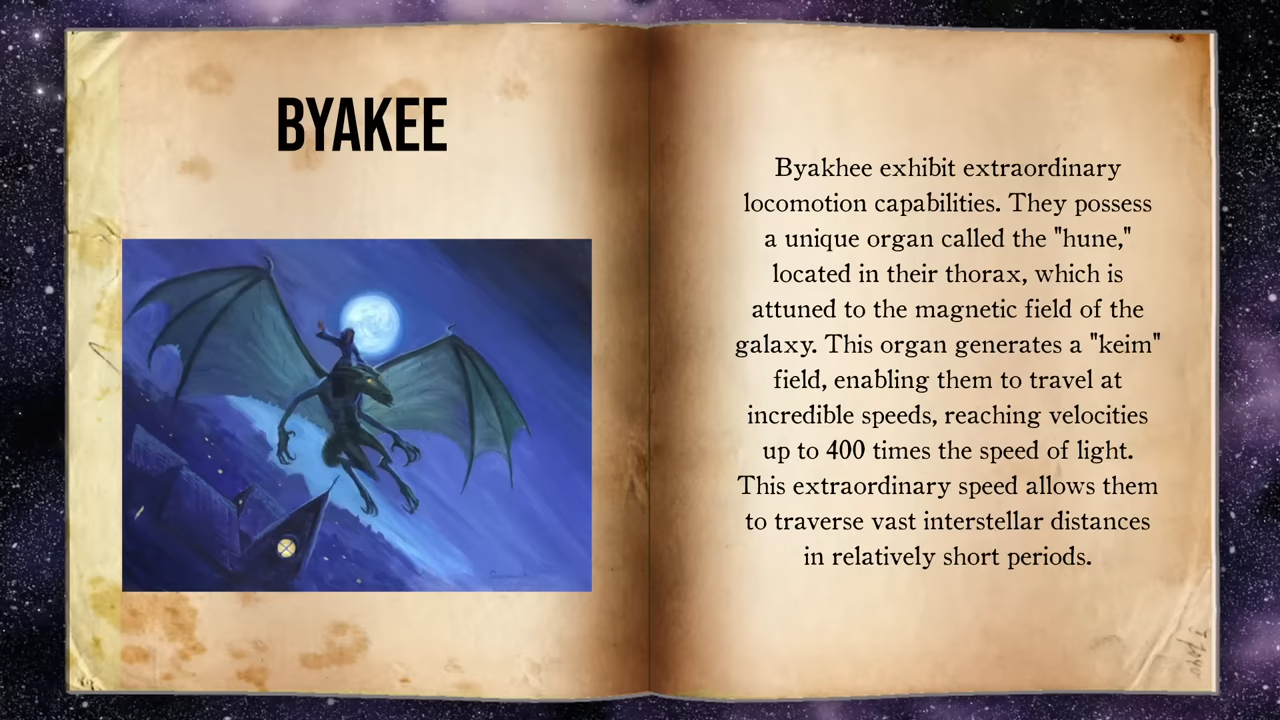 BYAKEE
Byakhee exhibit extraordinary
locomotion capabilities. They possess
a unique organ called the "hune,"
located in their thorax, which is
attuned to the magnetic field of the
galaxy. This organ generates a "keim"
field, enabling them to travel at
incredible speeds, reaching velocities
up to 400 times the speed of light.
This extraordinary speed allows them
to traverse vast interstellar distances
in relatively short periods.